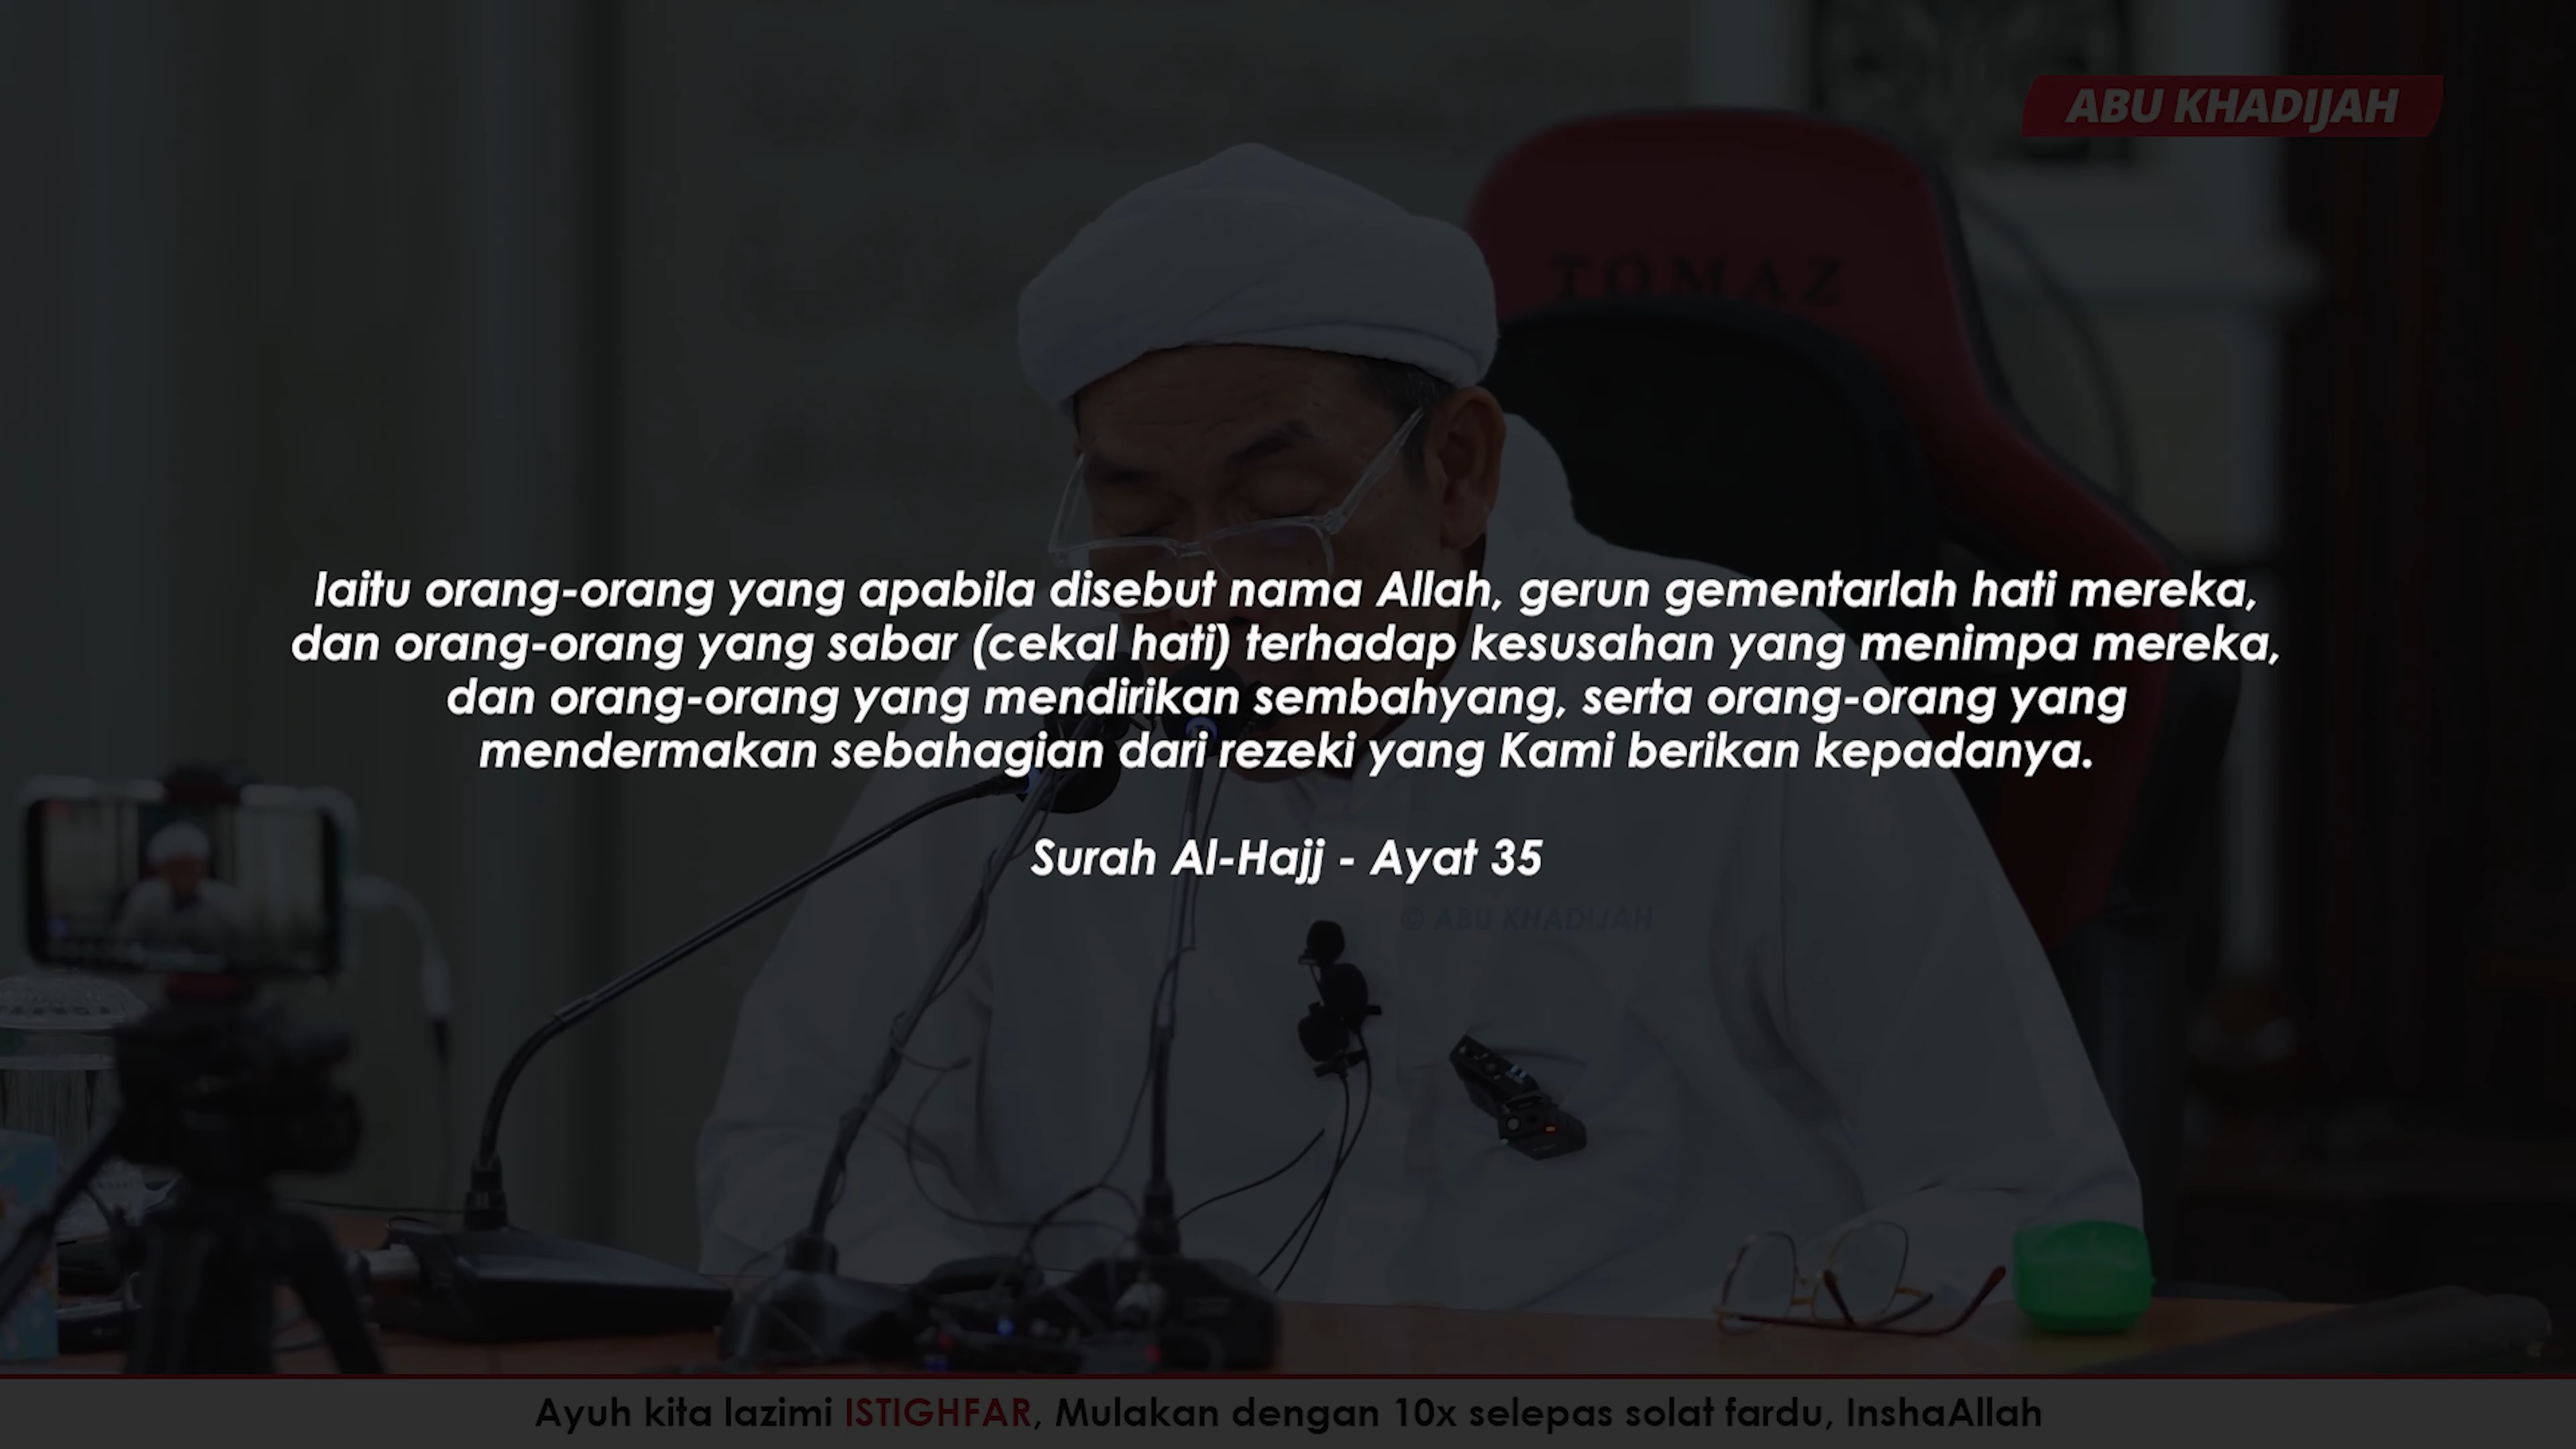 ABU KHADIJAH
TOMAZ
Iaitu orang-orang yang apabila disebut nama Allah, gerun gementarlah hati mereka,
dan orang-orang yang sabar (cekal hati) terhadap kesusahan yang menimpa mereka,
dan orang-orang yang mendirikan sembahyang, serta orang-orang yang
mendermakan sebahagian dari rezeki yang Kami berikan kepadanya.
Surah Al-Hajj - Ayat 35
© ABU KHADIJAH
Ayuh kita lazimi ISTIGHFAR, Mulakan dengan 10x selepas solat fardu, InshaAllah